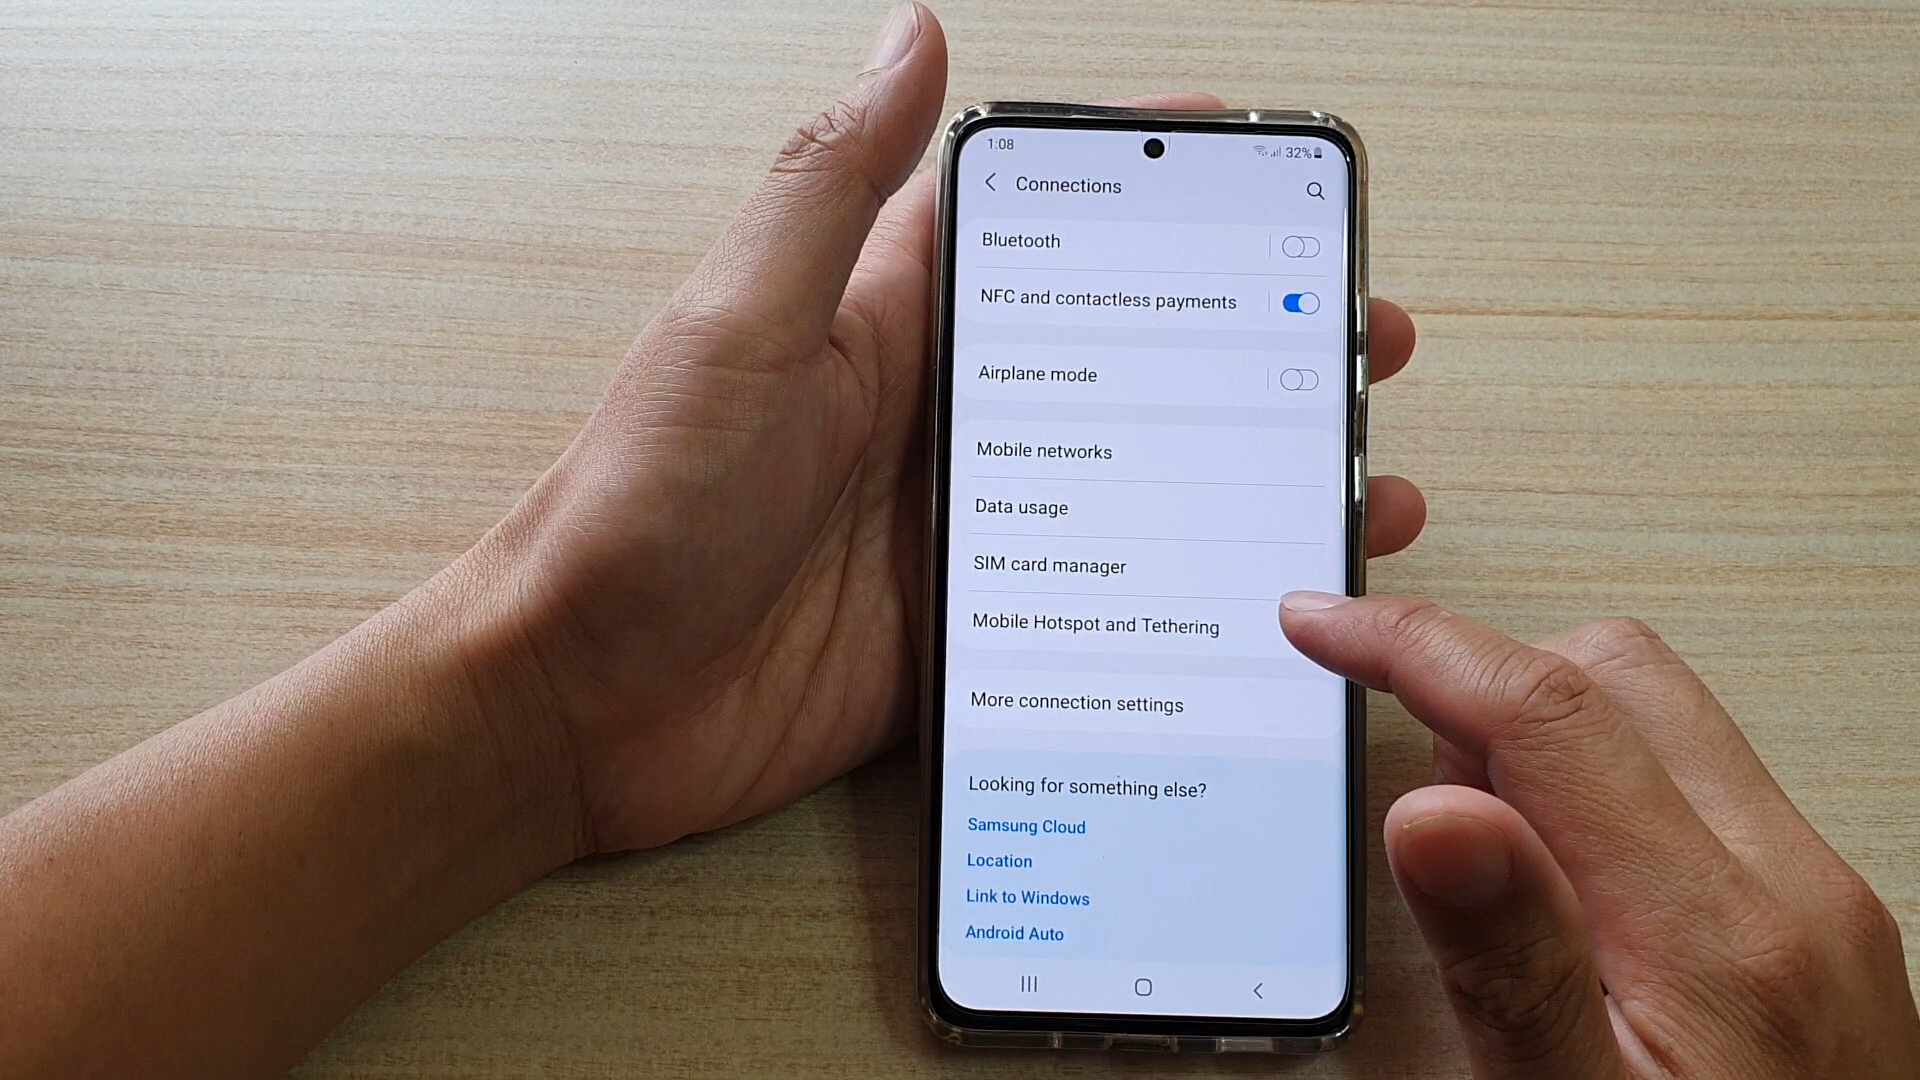 1:08
32%
Connections
Bluetooth
NFC and contactless payments
Airplane mode
Mobile networks
Data usage
SIM card manager
Mobile Hotspot and Tethering
More connection settings
Looking for something else?
Samsung Cloud
Location
Link to Windows
Android Auto